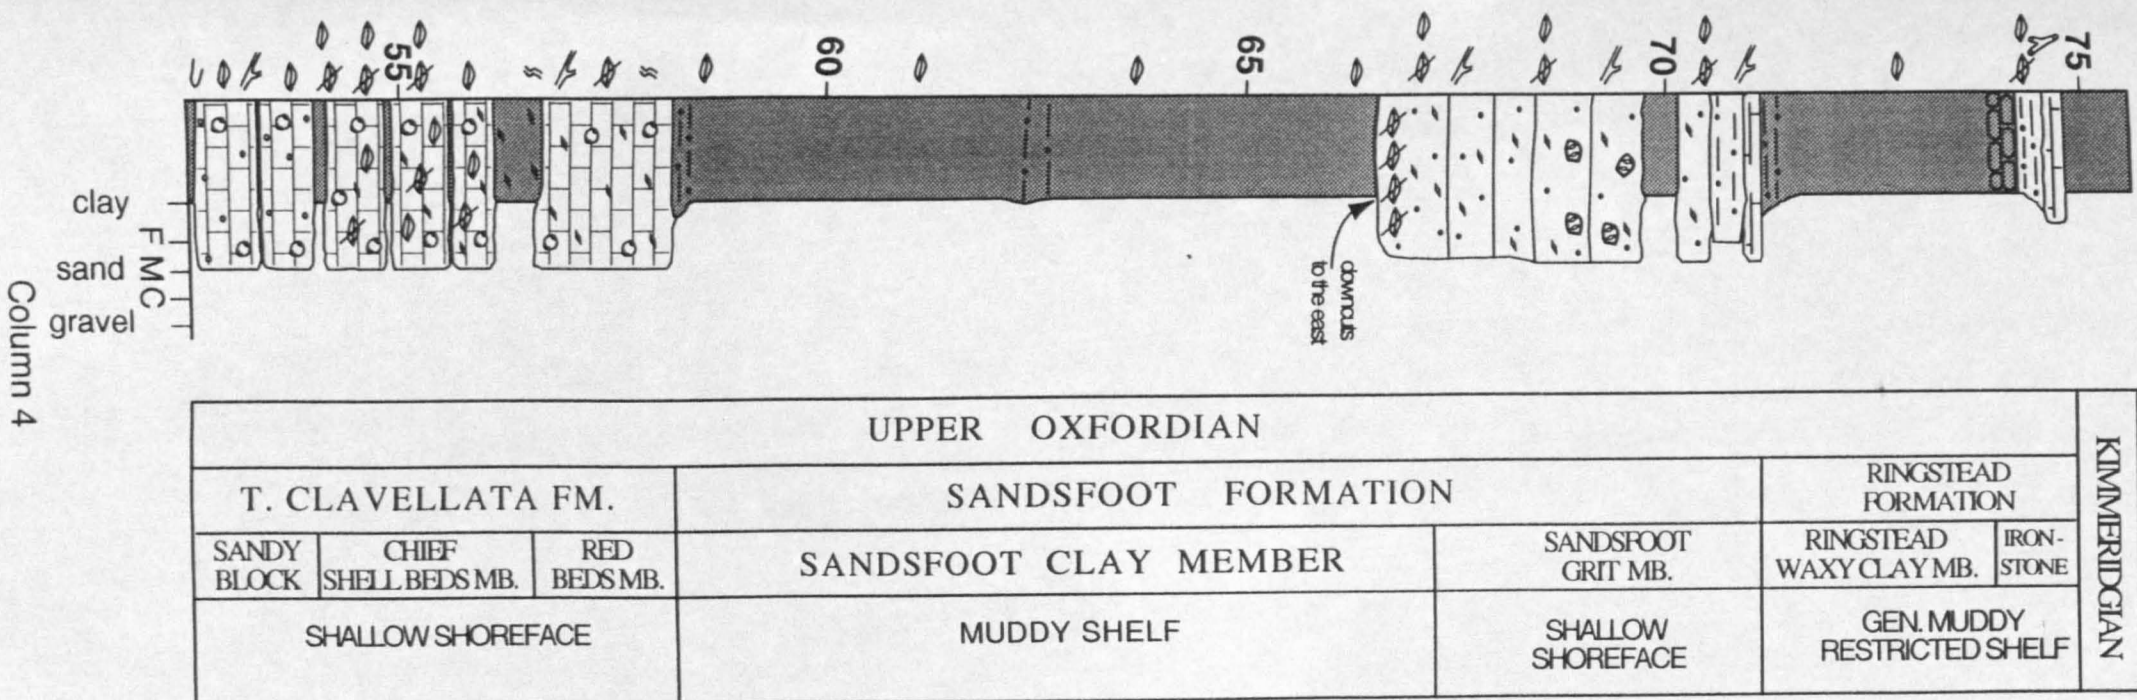 55
60
65
70
75
clay
F
sand M
C
gravel
Column 4
downcuts
to the east
UPPER OXFORDIAN
KIMMERIDGIAN
T. CLAVELLATA FM.
SANDSFOOT FORMATION
RINGSTEAD
FORMATION
SANDY
BLOCK
CHIEF
SHELL BEDS MB.
RED
BEDS MB.
SANDSFOOT CLAY MEMBER
SANDSFOOT
GRIT MB.
RINGSTEAD
WAXY CLAY MB.
IRON-
STONE
SHALLOW SHOREFACE
MUDDY SHELF
SHALLOW
SHOREFACE
GEN. MUDDY
RESTRICTED SHELF